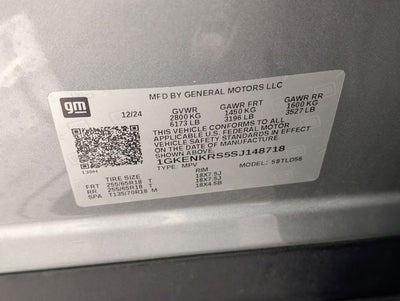 gm
MFD BY GENERAL MOTORS LLC
12/24 GVWR GAWR FRT GAWR RR
2800 KG 1450 KG 1600 KG
6173 LB 3196 LB 3527 LB
THIS VEHICLE CONFORMS TO ALL
APPLICABLE U.S. FEDERAL MOTOR
VEHICLE SAFETY STANDARDS IN EFFECT
ON THE DATE OF MANUFACTURE
SHOWN ABOVE.
1GKENKRS5SJ148718
TYPE: MPV MODEL: S8TLO56
TIRE SIZE RIM
FRT 255/65R18 T 18X7.5J
RR 255/65R18 T 18X7.5J
SPA T135/70R18 M 18X4.5B